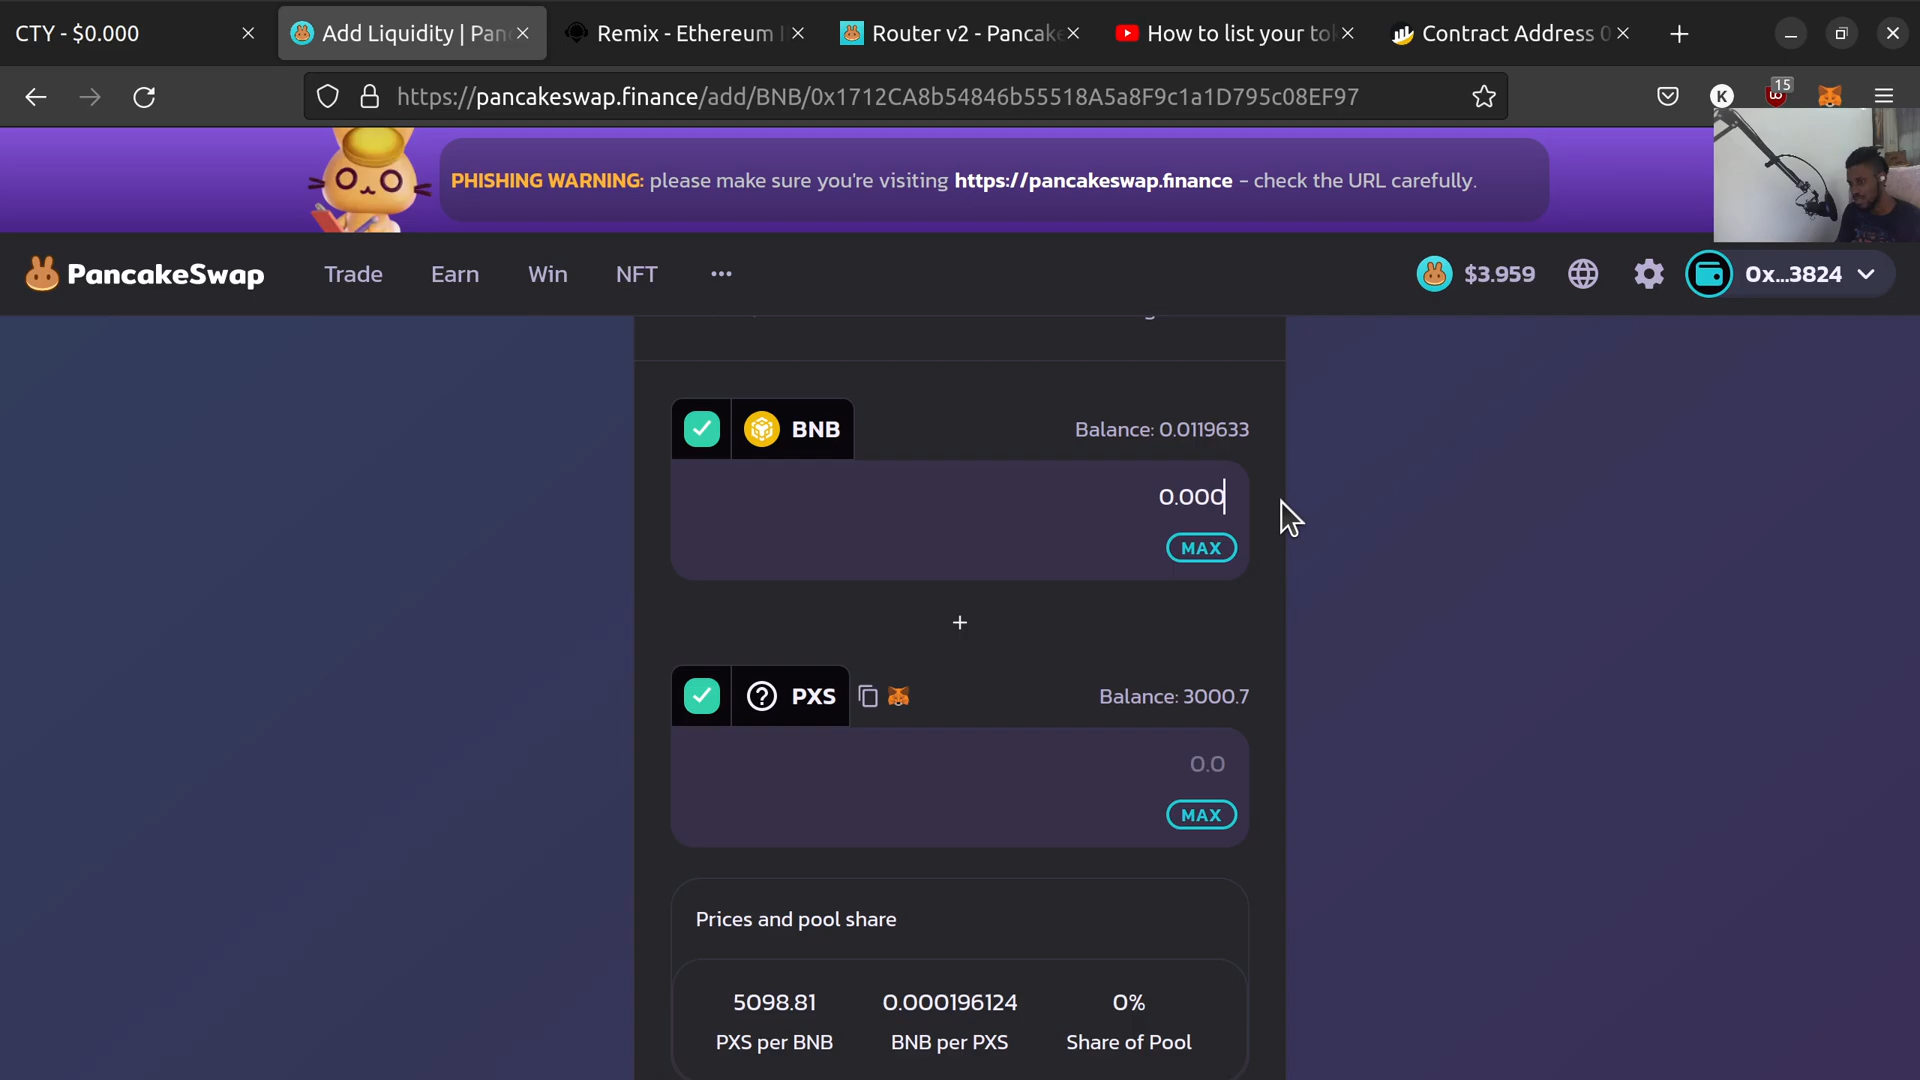 CTY - $0.000
Add Liquidity | Pan
Remix - Ethereum I
Router v2 - Pancake
How to list your to
Contract Address 0
https://pancakeswap.finance/add/BNB/0x1712CA8b54846b55518A5a8F9c1a1D795c08EF97
15
K
PHISHING WARNING: please make sure you're visiting https://pancakeswap.finance - check the URL carefully.
PancakeSwap
Trade
Earn
Win
NFT
$3.959
0x...3824
BNB
Balance: 0.0119633
0.000
MAX
+
PXS
Balance: 3000.7
0.0
MAX
Prices and pool share
5098.81
0.000196124
0%
PXS per BNB
BNB per PXS
Share of Pool